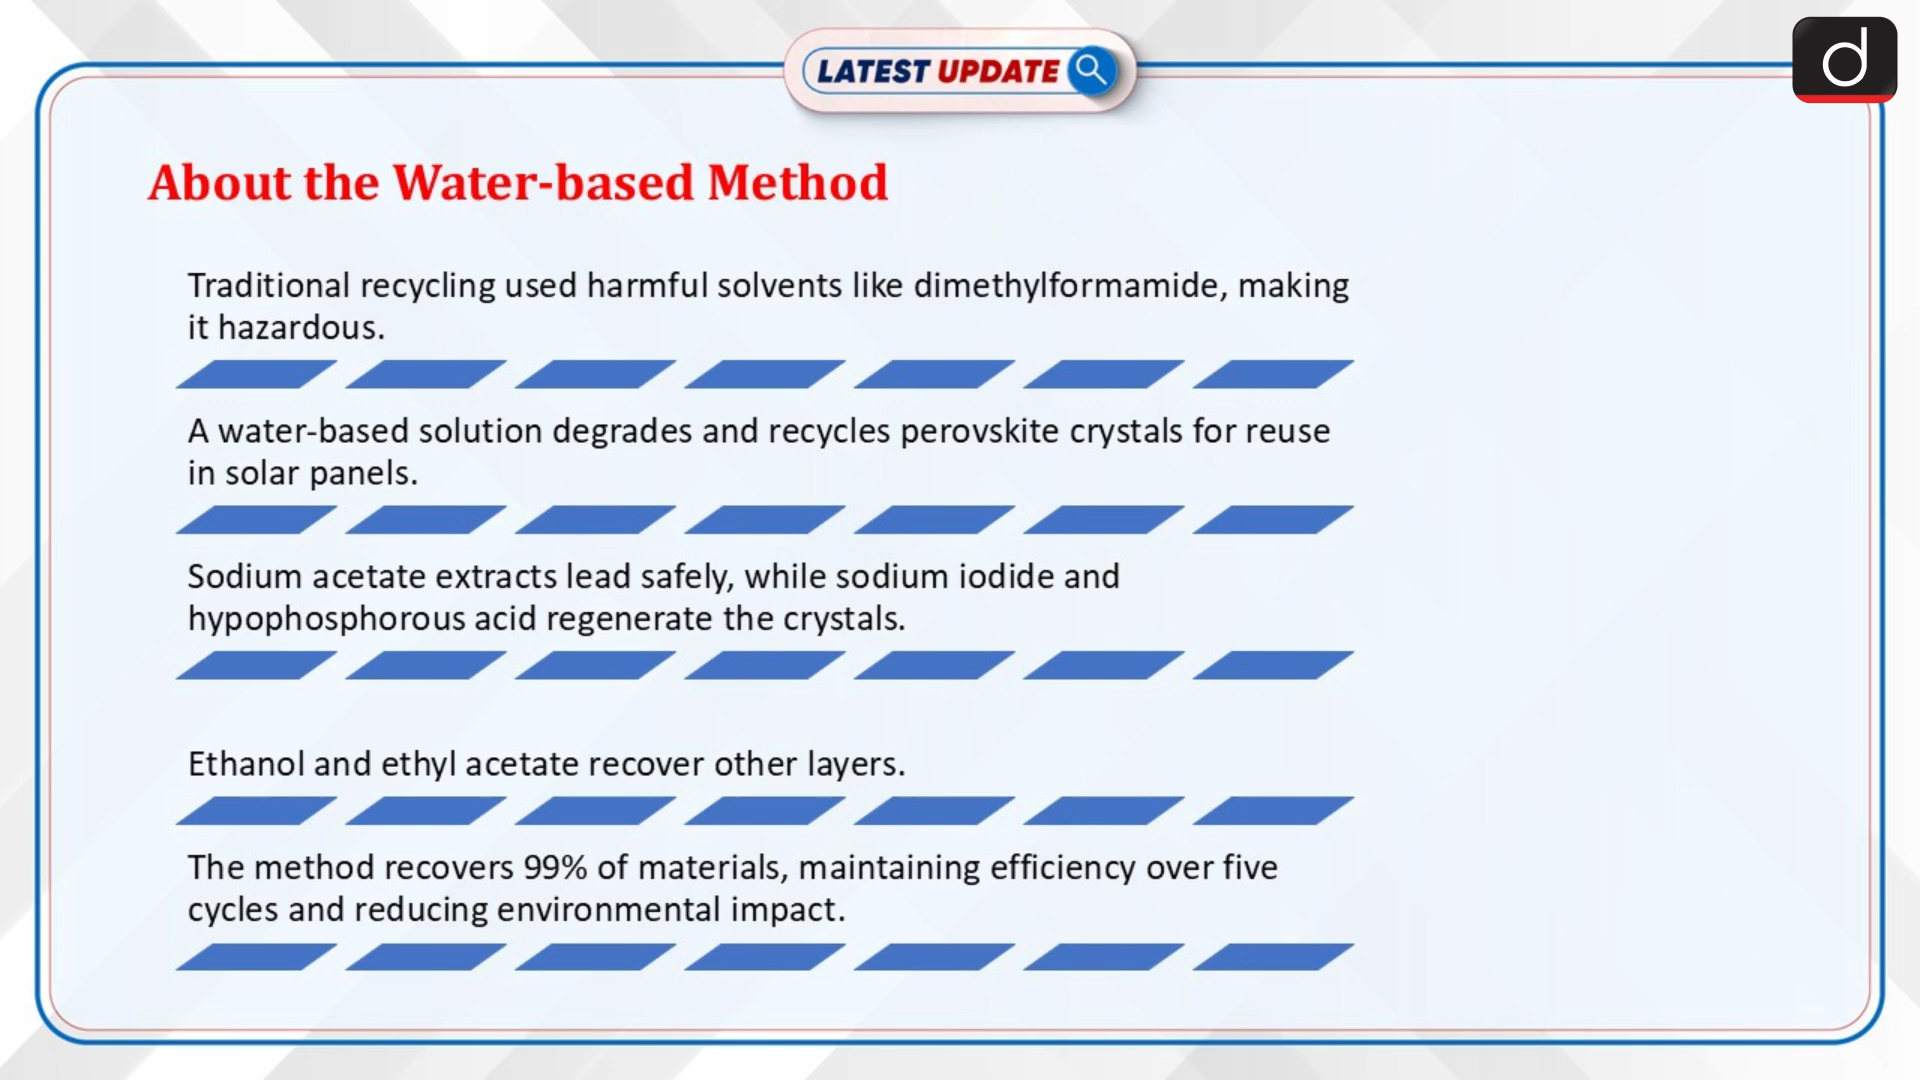 LATEST UPDATE
d
About the Water-based Method
Traditional recycling used harmful solvents like dimethylformamide, making
it hazardous.
A water-based solution degrades and recycles perovskite crystals for reuse
in solar panels.
Sodium acetate extracts lead safely, while sodium iodide and
hypophosphorous acid regenerate the crystals.
Ethanol and ethyl acetate recover other layers.
The method recovers 99% of materials, maintaining efficiency over five
cycles and reducing environmental impact.